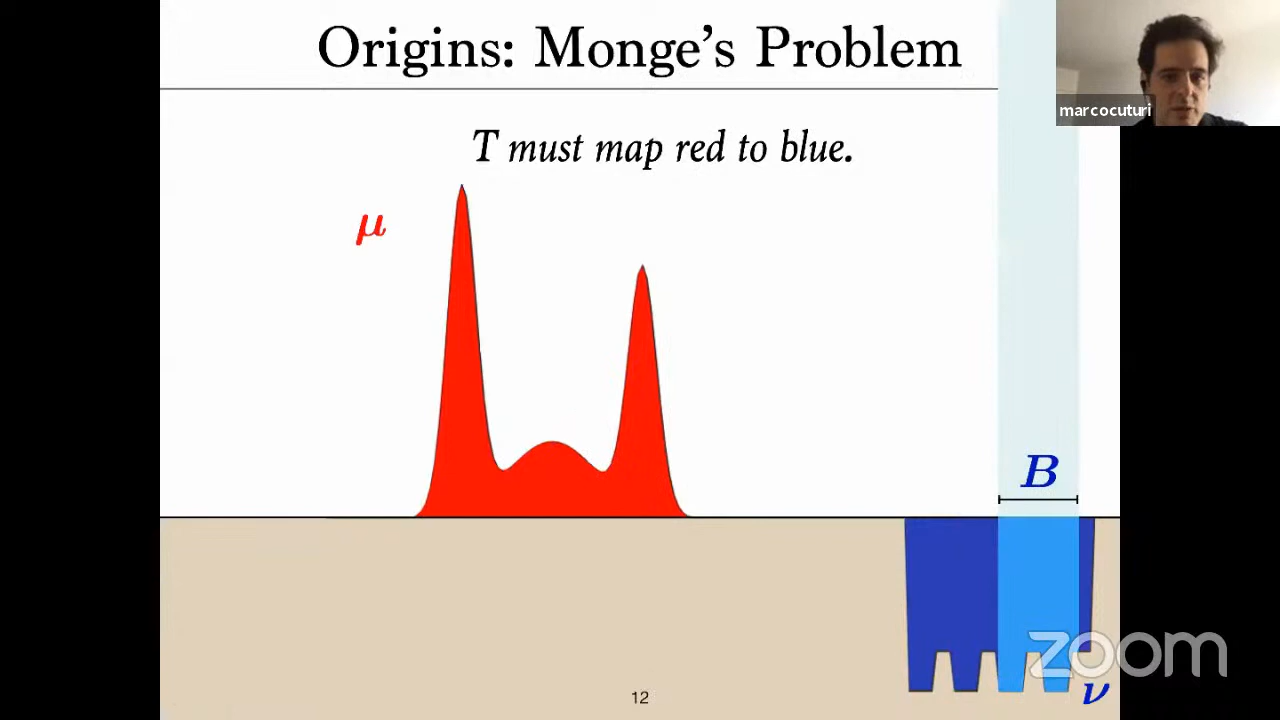 Origins: Monge's Problem
marcocuturi
T must map red to blue.
μ
B
zoom
ν
12